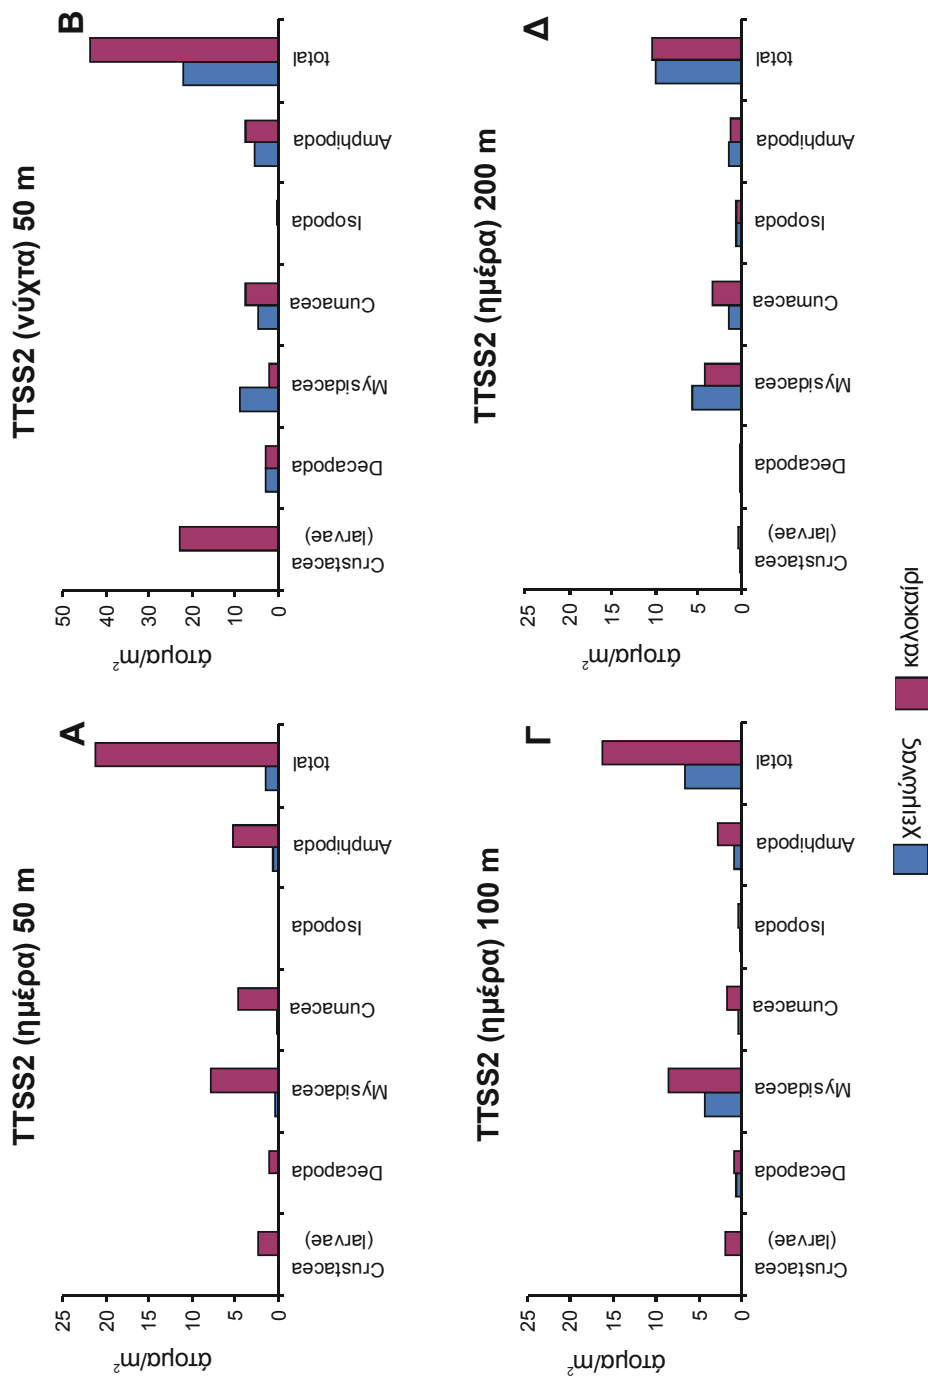 TTSS2 (ημέρα) 50 m
Α
άτομα/m²
25
20
15
10
5
0
Crustacea
(larvae)
Decapoda
Mysidacea
Cumacea
Isopoda
Amphipoda
total
TTSS2 (νύχτα) 50 m
Β
άτομα/m²
50
40
30
20
10
0
Crustacea
(larvae)
Decapoda
Mysidacea
Cumacea
Isopoda
Amphipoda
total
TTSS2 (ημέρα) 100 m
Γ
άτομα/m²
25
20
15
10
5
0
Crustacea
(larvae)
Decapoda
Mysidacea
Cumacea
Isopoda
Amphipoda
total
TTSS2 (ημέρα) 200 m
Δ
άτομα/m²
25
20
15
10
5
0
Crustacea
(larvae)
Decapoda
Mysidacea
Cumacea
Isopoda
Amphipoda
total
χειμώνας καλοκαίρι